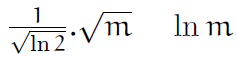 1/√(ln 2) · √m    ln m